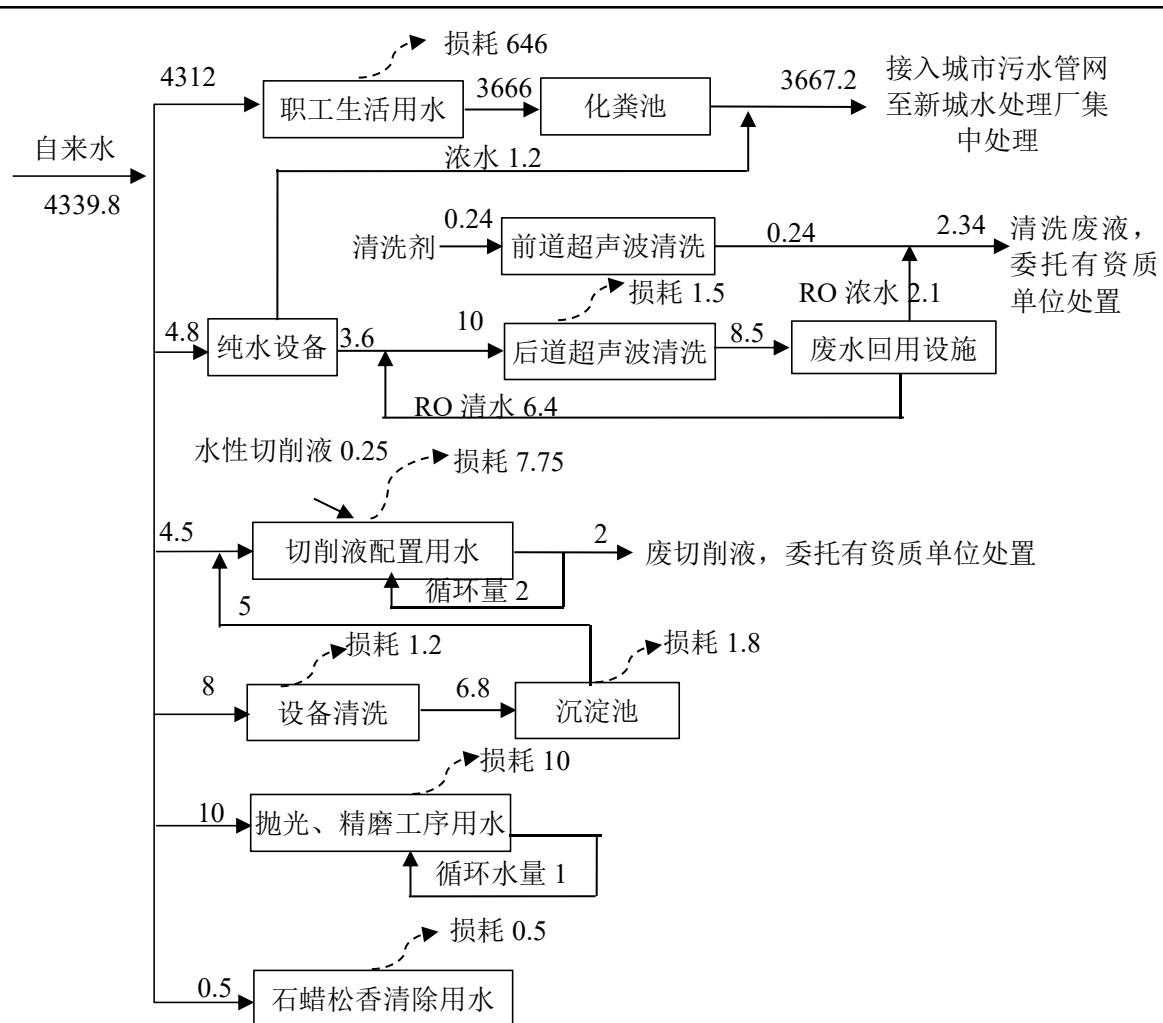 损耗 646
4312
职工生活用水
3666
化粪池
3667.2
接入城市污水管网
至新城水处理厂集
中处理
自来水
4339.8
浓水 1.2
清洗剂
0.24
前道超声波清洗
0.24
2.34
清洗废液，
委托有资质
单位处置
损耗 1.5
RO 浓水 2.1
4.8
纯水设备
3.6
10
后道超声波清洗
8.5
废水回用设施
RO 清水 6.4
水性切削液 0.25
损耗 7.75
4.5
切削液配置用水
2
废切削液，委托有资质单位处置
循环量 2
5
损耗 1.2
损耗 1.8
8
设备清洗
6.8
沉淀池
损耗 10
10
抛光、精磨工序用水
循环水量 1
损耗 0.5
0.5
石蜡松香清除用水